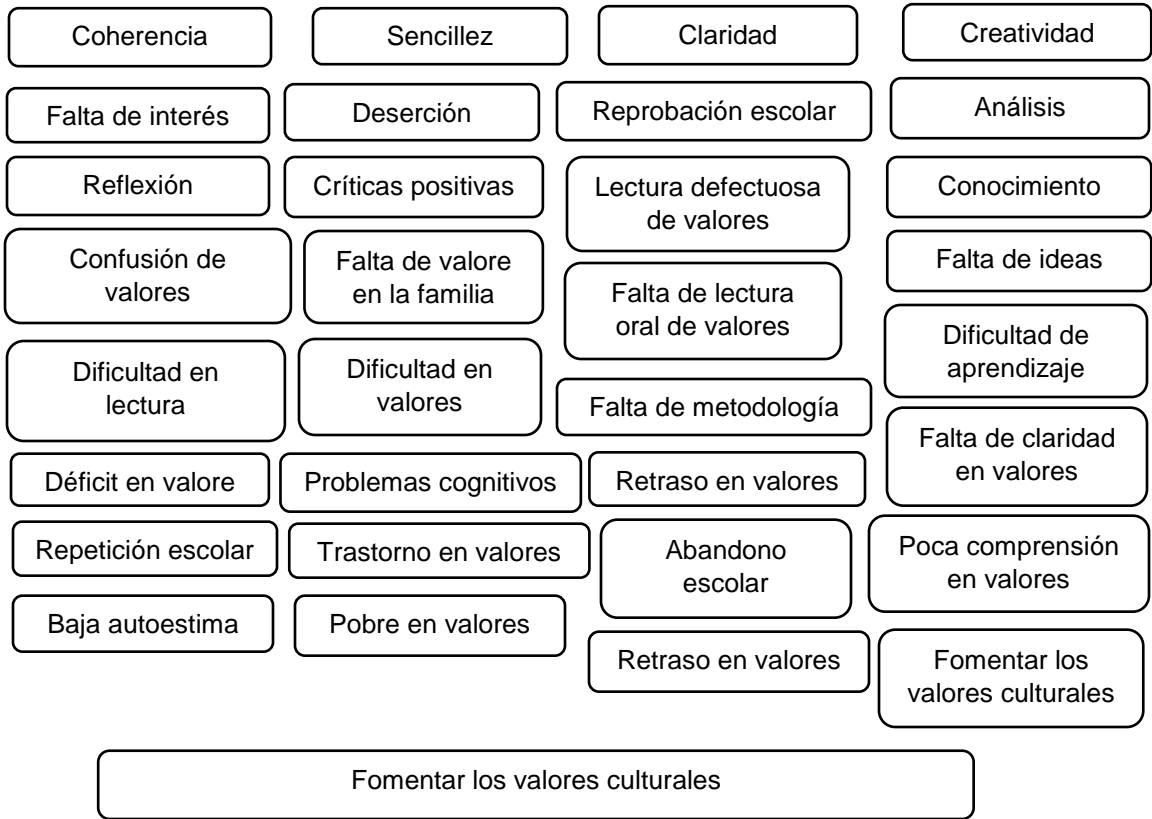 Coherencia
Sencillez
Claridad
Creatividad
Falta de interés
Deserción
Reprobación escolar
Análisis
Reflexión
Críticas positivas
Lectura defectuosa
de valores
Conocimiento
Confusión de
valores
Falta de valore
en la familia
Falta de lectura
oral de valores
Falta de ideas
Dificultad en
lectura
Dificultad en
valores
Falta de metodología
Dificultad de
aprendizaje
Falta de claridad
en valores
Déficit en valore
Problemas cognitivos
Retraso en valores
Repetición escolar
Trastorno en valores
Abandono
escolar
Poca comprensión
en valores
Baja autoestima
Pobre en valores
Retraso en valores
Fomentar los
valores culturales
Fomentar los valores culturales